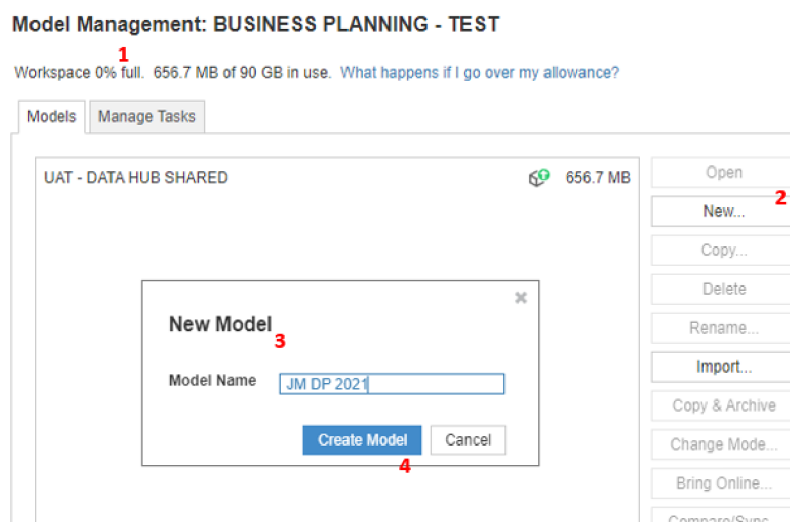 Model Management: BUSINESS PLANNING - TEST
1
Workspace 0% full. 656.7 MB of 90 GB in use. What happens if I go over my allowance?
Models Manage Tasks
UAT - DATA HUB SHARED 656.7 MB
Open
2
New...
Copy...
Delete
Rename...
Import...
Copy & Archive
Change Mode...
Bring Online...
Compare/Sync...
×
New Model
3
Model Name JM DP 2021
Create Model Cancel
4